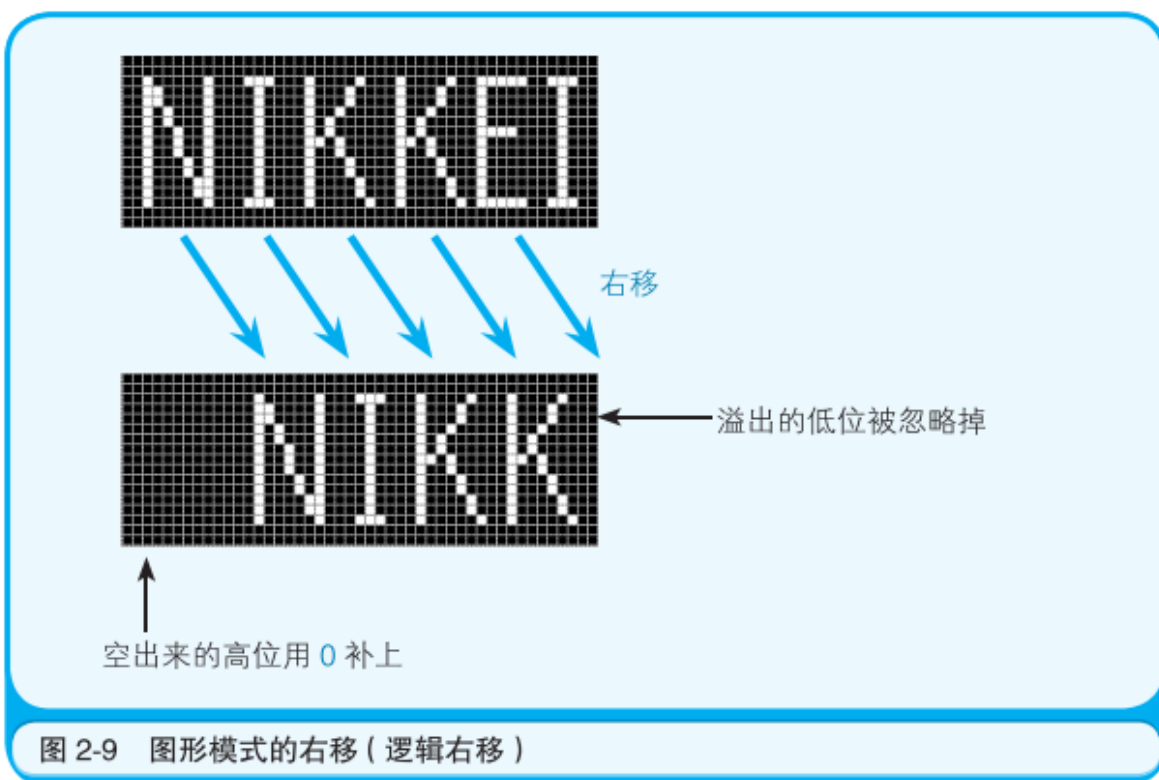 NIKKEI
右移
NIKK
溢出的低位被忽略掉
空出来的高位用 0 补上
图 2-9 图形模式的右移（逻辑右移）